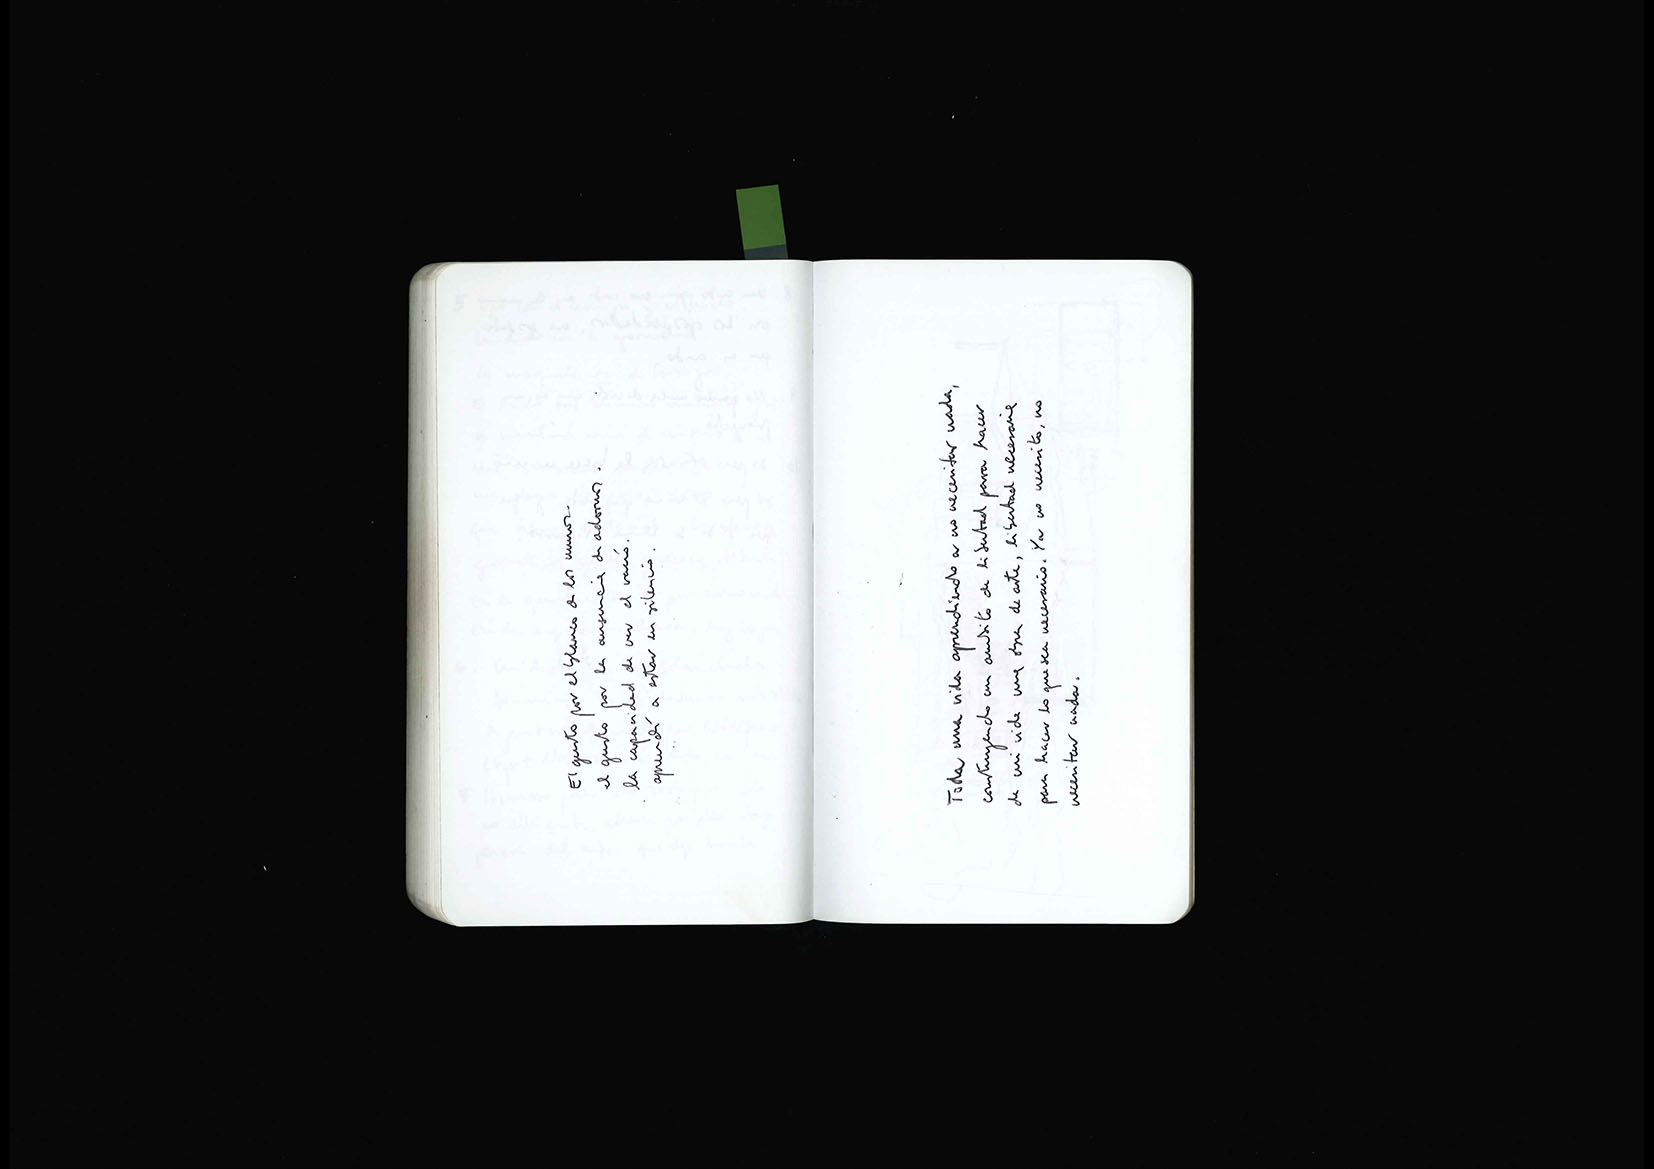 El gusto por el blanco de los muros.
el gusto por la ausencia de adornos.
la capacidad de ver el vacío.
aprendí a estar en silencio.
Toda una vida aprendiendo a no necesitar nada,
construyendo un ámbito de libertad para hacer
de mi vida una obra de arte, libertad necesaria
para hacer lo que sea necesario. Ya no necesito, no
necesitar nada.